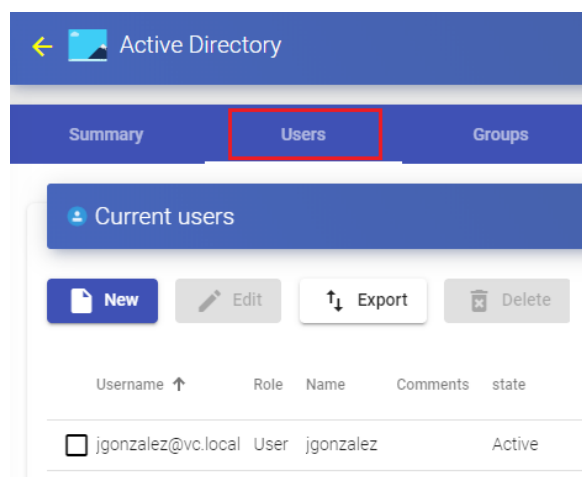 Active Directory
Summary Users Groups
Current users
New Edit Export Delete
Username Role Name Comments state
jgonzalez@vc.local User jgonzalez Active